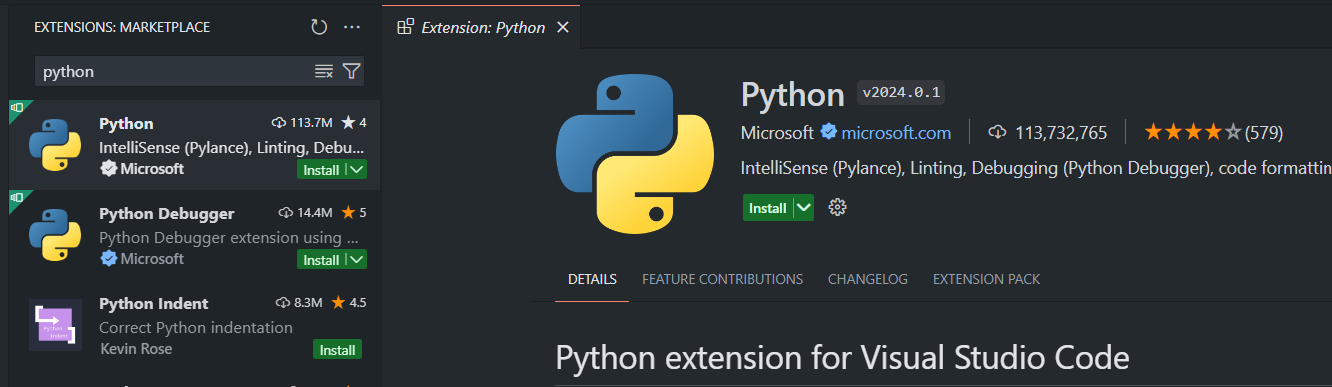 EXTENSIONS: MARKETPLACE
python
Python 113.7M 4
IntelliSense (Pylance), Linting, Debu...
Microsoft Install
Python Debugger 14.4M 5
Python Debugger extension using ...
Microsoft Install
Python Indent 8.3M 4.5
Correct Python indentation
Kevin Rose Install
Extension: Python
Python v2024.0.1
Microsoft microsoft.com 113,732,765 (579)
IntelliSense (Pylance), Linting, Debugging (Python Debugger), code formattin
Install
DETAILS FEATURE CONTRIBUTIONS CHANGELOG EXTENSION PACK
Python extension for Visual Studio Code